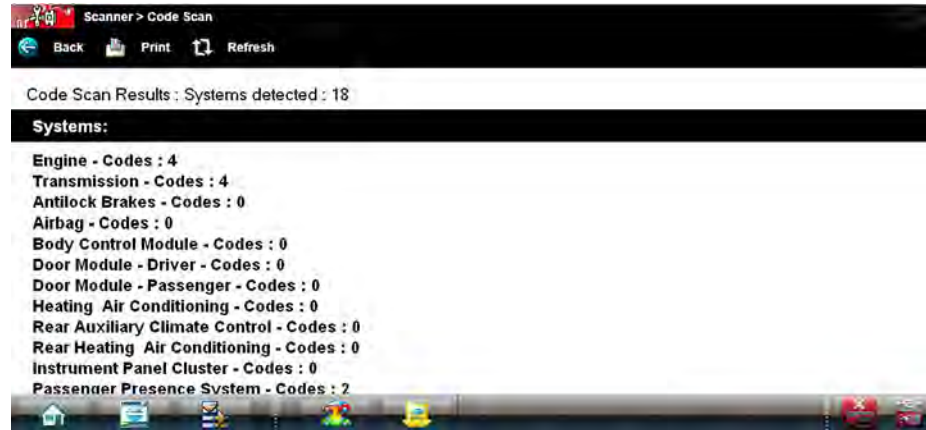 Scanner > Code Scan
Back Print Refresh
Code Scan Results : Systems detected : 18
Systems:
Engine - Codes : 4
Transmission - Codes : 4
Antilock Brakes - Codes : 0
Airbag - Codes : 0
Body Control Module - Codes : 0
Door Module - Driver - Codes : 0
Door Module - Passenger - Codes : 0
Heating Air Conditioning - Codes : 0
Rear Auxiliary Climate Control - Codes : 0
Rear Heating Air Conditioning - Codes : 0
Instrument Panel Cluster - Codes : 0
Passenger Presence System - Codes : 2